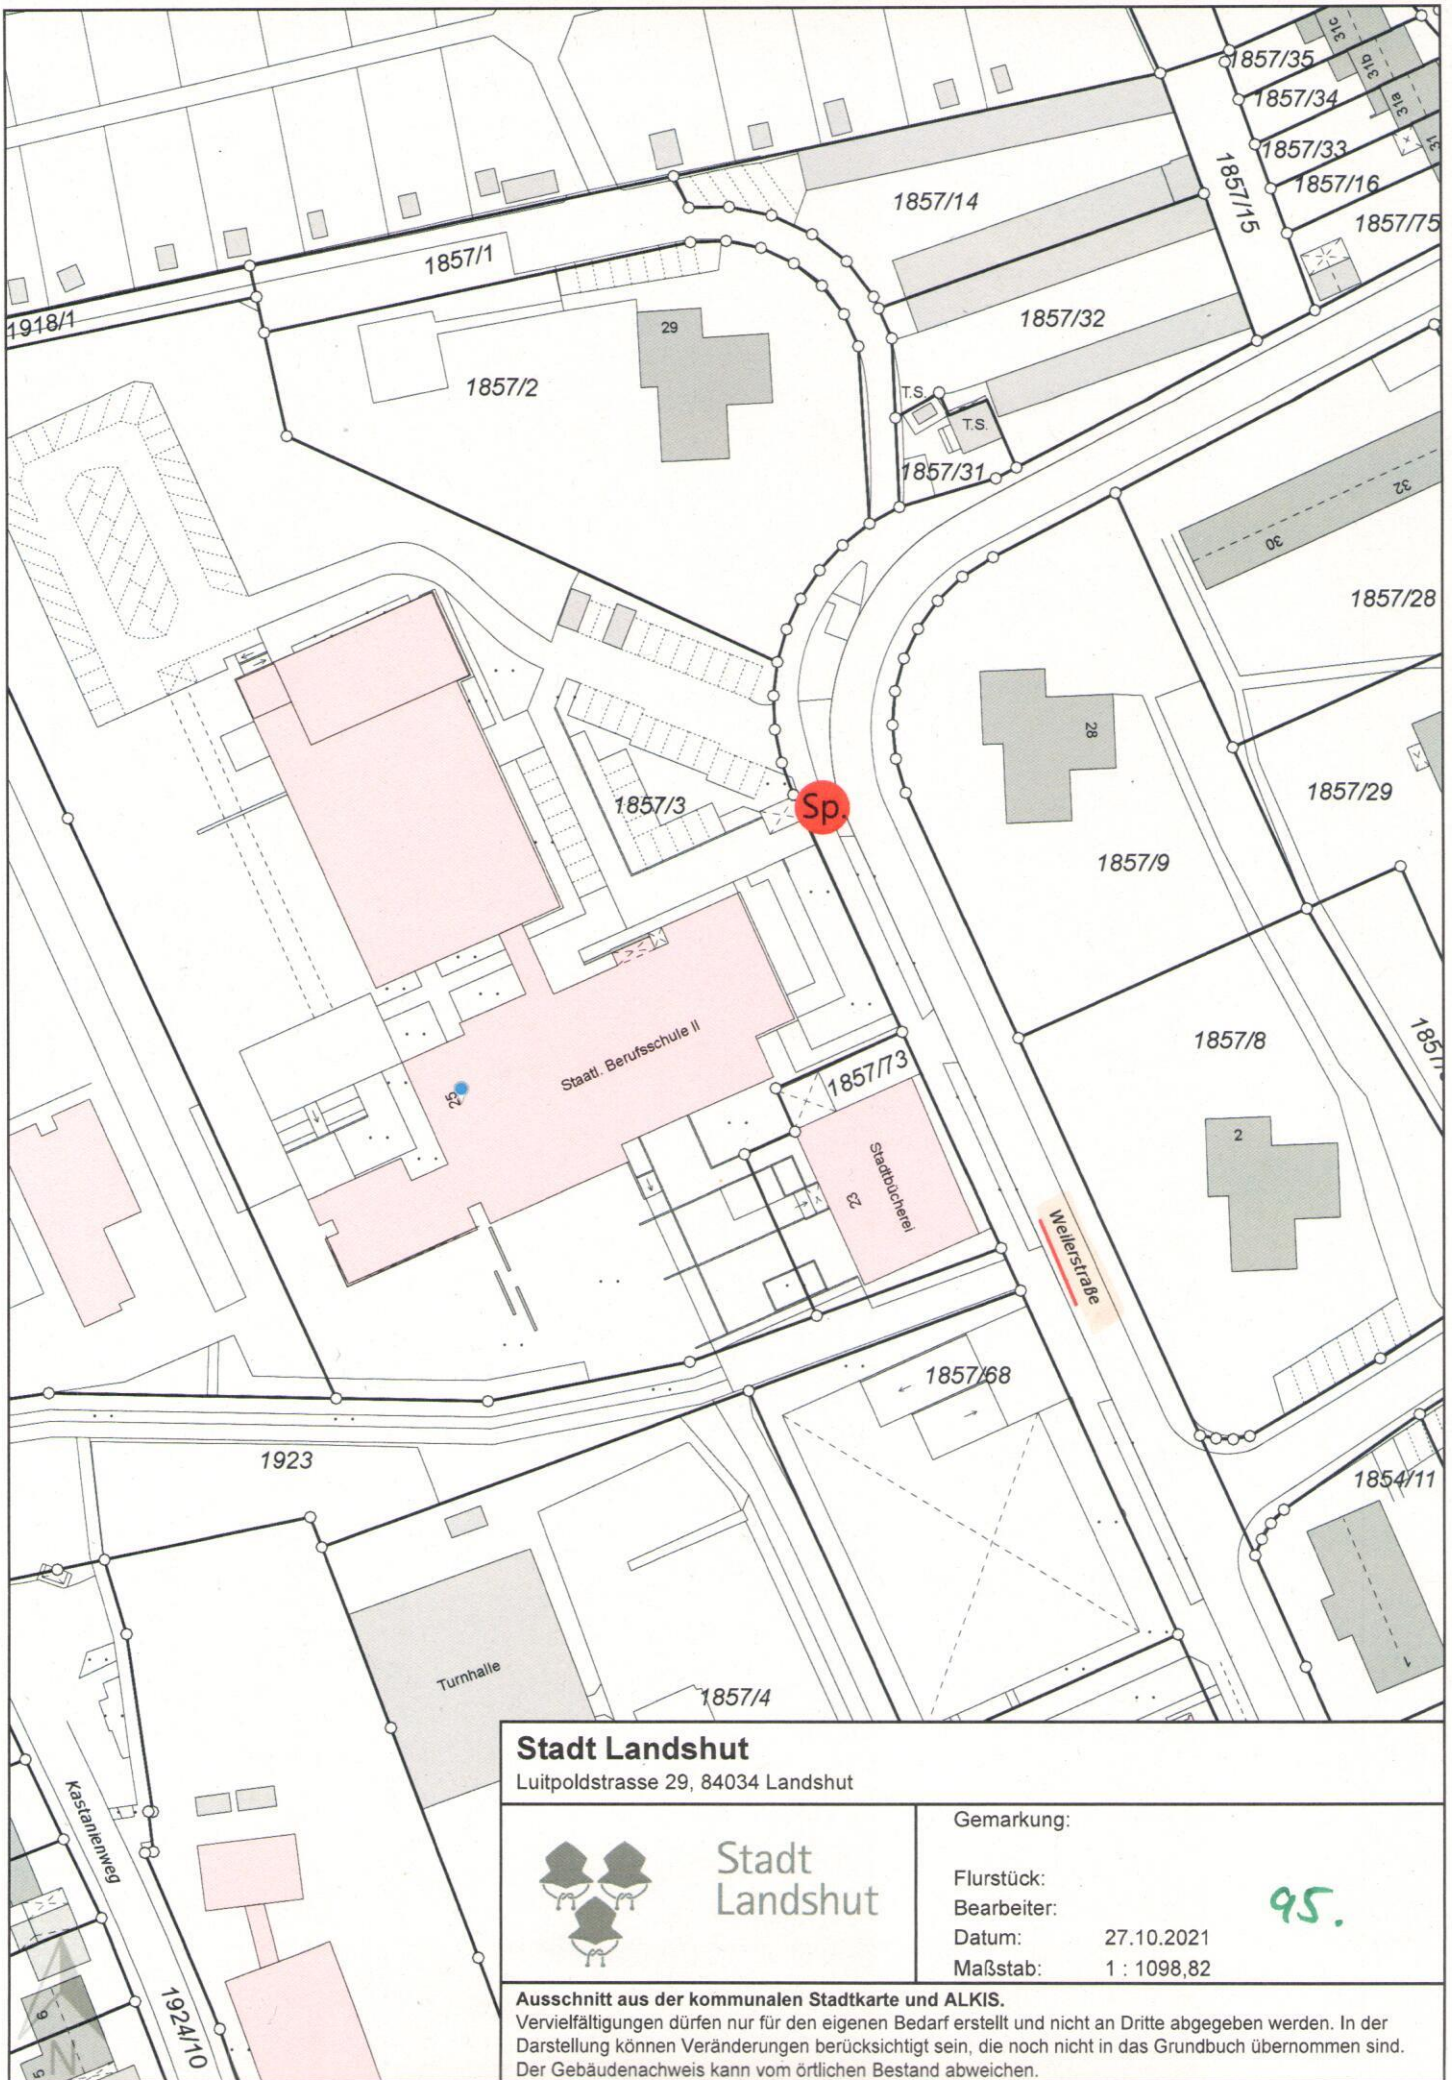 31c
1857/35
31b
1857/34
31a
1857/33
31
1857/16
1857/15
1857/75
1857/14
1857/1
1918/1
1857/32
29
1857/2
T.S.
T.S.
1857/31
32
30
1857/28
28
1857/3
Sp.
1857/29
1857/9
Staatl. Berufsschule II
25
1857/73
1857/8
1857/
2
Stadtbücherei
23
Weilerstraße
1857/68
1923
1854/11
1
Turnhalle
1857/4
Kastanienweg
1924/10
6
5
N
Stadt Landshut
Luitpoldstrasse 29, 84034 Landshut
Stadt
Landshut
Gemarkung:
Flurstück:
Bearbeiter:
95.
Datum: 27.10.2021
Maßstab: 1 : 1098,82
Ausschnitt aus der kommunalen Stadtkarte und ALKIS.
Vervielfältigungen dürfen nur für den eigenen Bedarf erstellt und nicht an Dritte abgegeben werden. In der
Darstellung können Veränderungen berücksichtigt sein, die noch nicht in das Grundbuch übernommen sind.
Der Gebäudenachweis kann vom örtlichen Bestand abweichen.